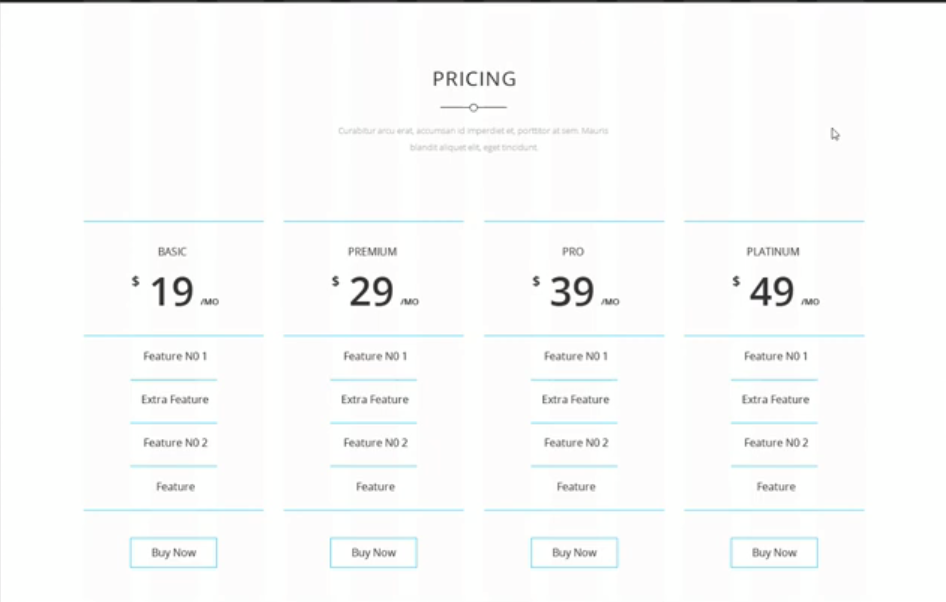 PRICING
Curabitur arcu erat, accumsan id imperdiet et, porttitor at sem. Mauris
blandit aliquet elit, eget tincidunt
BASIC
$ 19 /MO
Feature N0 1
Extra Feature
Feature N0 2
Feature
Buy Now
PREMIUM
$ 29 /MO
Feature N0 1
Extra Feature
Feature N0 2
Feature
Buy Now
PRO
$ 39 /MO
Feature N0 1
Extra Feature
Feature N0 2
Feature
Buy Now
PLATINUM
$ 49 /MO
Feature N0 1
Extra Feature
Feature N0 2
Feature
Buy Now